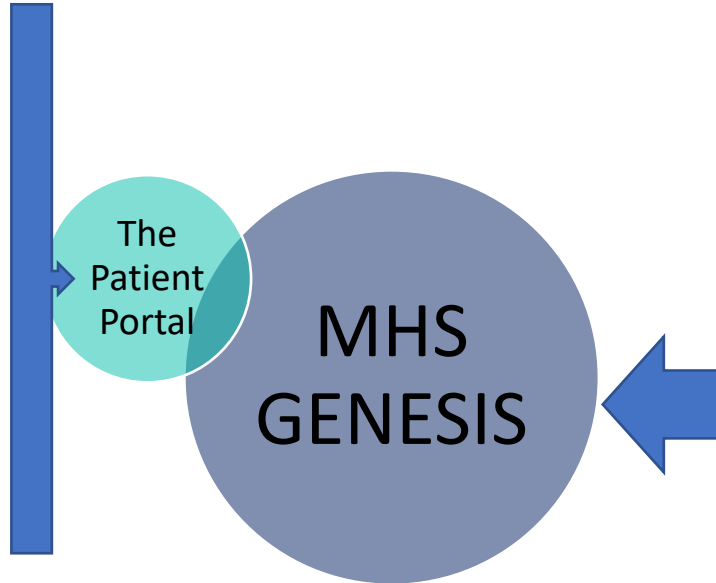 The
Patient
Portal
MHS
GENESIS